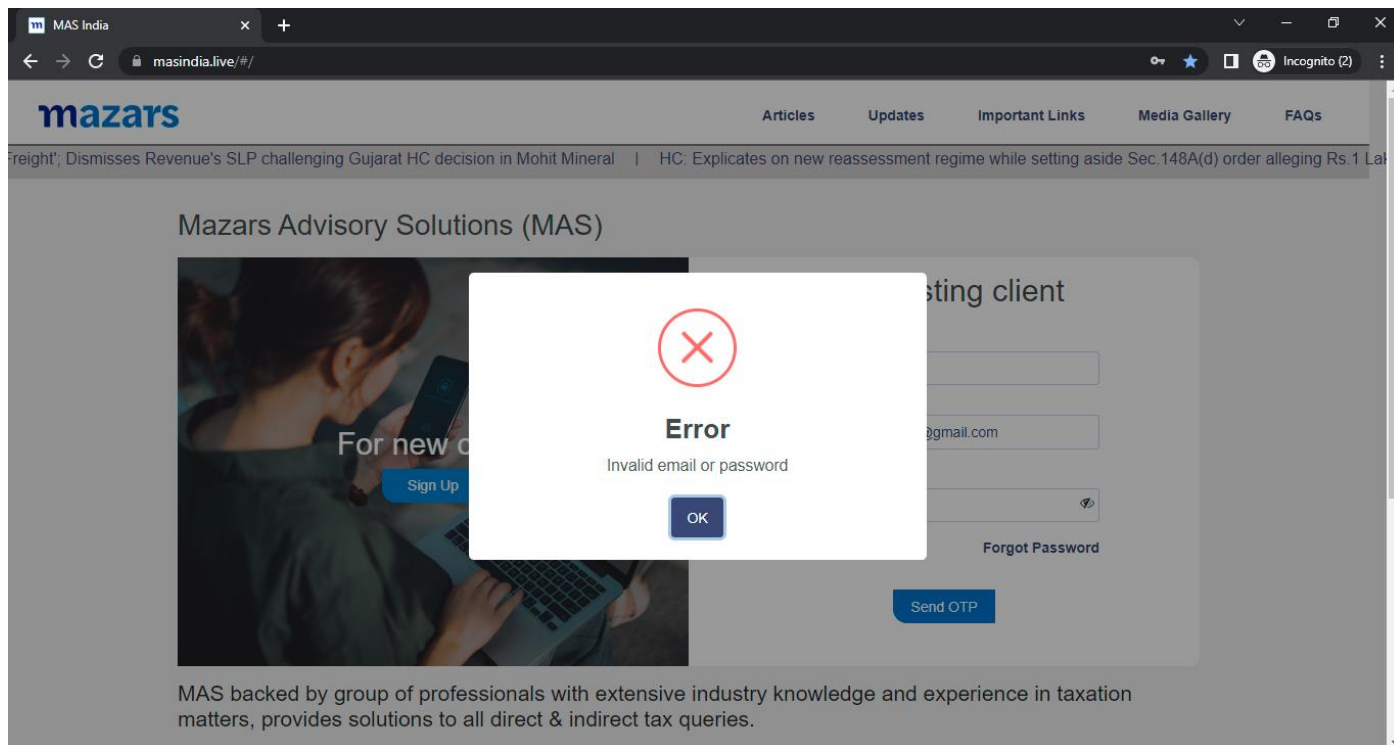 MAS India
masindia.live/#/
Incognito (2)
mazars
Articles Updates Important Links Media Gallery FAQs
Freight'; Dismisses Revenue's SLP challenging Gujarat HC decision in Mohit Mineral | HC: Explicates on new reassessment regime while setting aside Sec.148A(d) order alleging Rs.1 Lak
Mazars Advisory Solutions (MAS)
sting client
For new c
Sign Up
Error
Invalid email or password
OK
@gmail.com
Forgot Password
Send OTP
MAS backed by group of professionals with extensive industry knowledge and experience in taxation
matters, provides solutions to all direct & indirect tax queries.